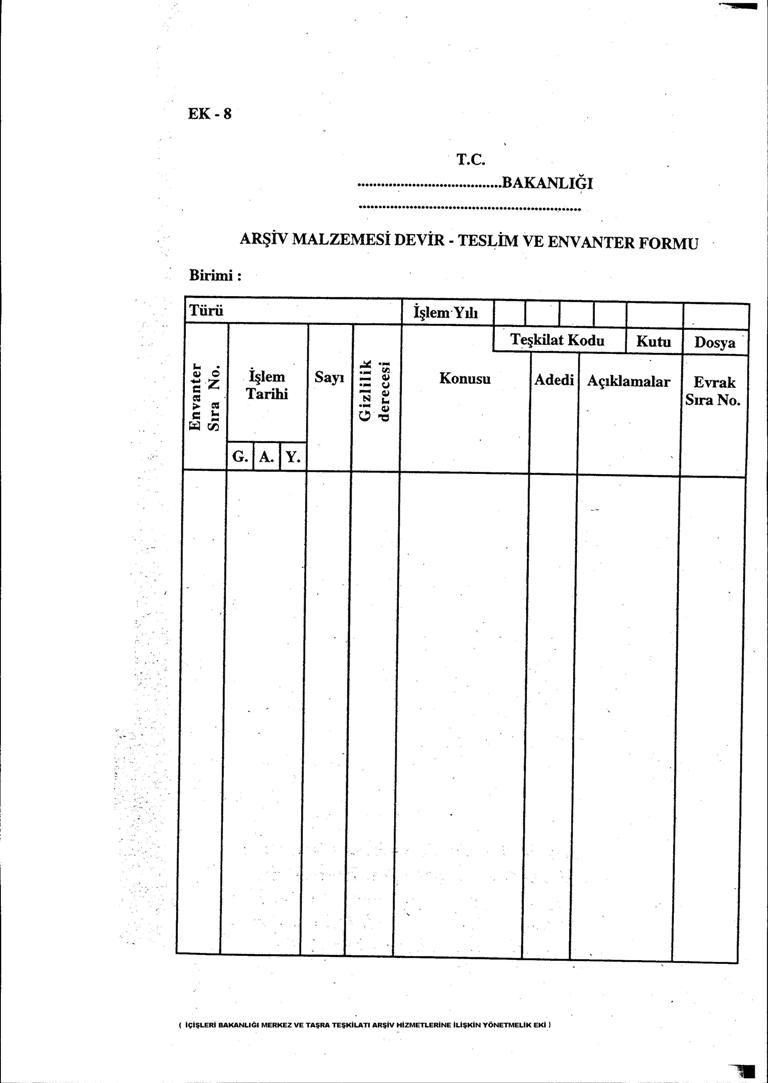 EK - 8
T.C.
.....................................BAKANLIĞI
.........................................................
ARŞİV MALZEMESİ DEVİR - TESLİM VE ENVANTER FORMU
Birimi :
Türü İşlem Yılı
Teşkilat Kodu Kutu Dosya
Envanter
Sıra No.
İşlem
Tarihi
Sayı
Gizlilik
derecesi
Konusu
Adedi
Açıklamalar
Evrak
Sıra No.
G. A. Y.
( İÇİŞLERİ BAKANLIĞI MERKEZ VE TAŞRA TEŞKİLATI ARŞİV HİZMETLERİNE İLİŞKİN YÖNETMELİK EKİ )